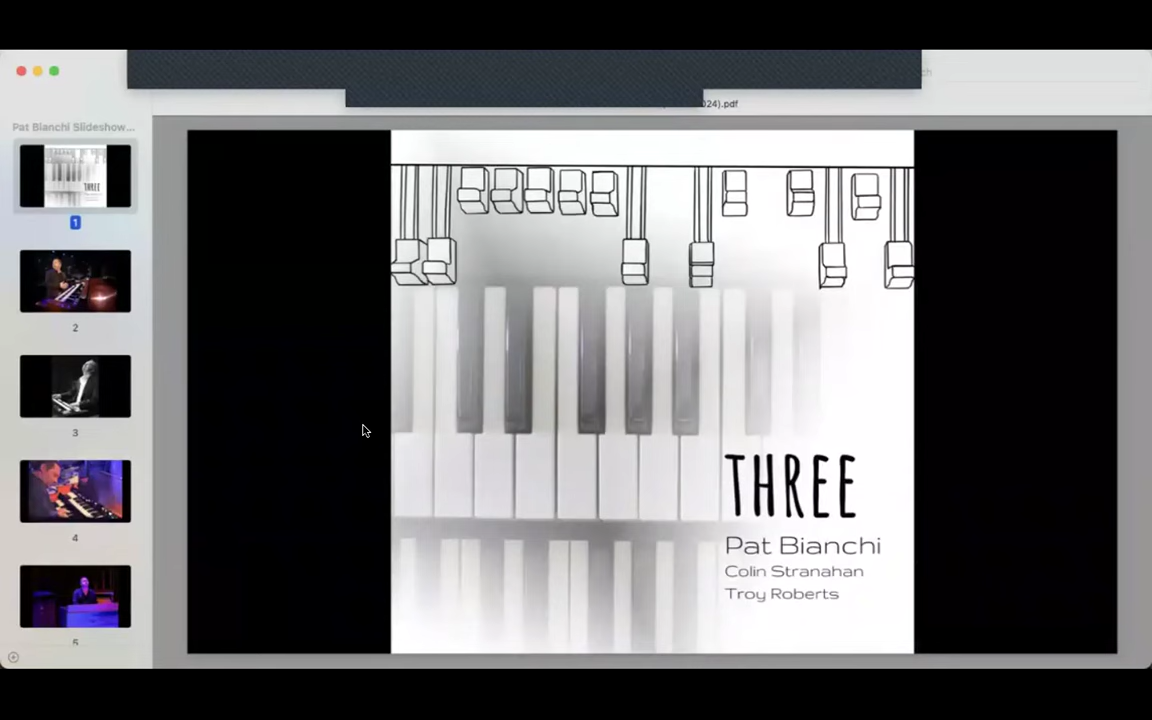 024).pdf
Pat Bianchi Slideshow...
1
2
3
4
5
THREE
Pat Bianchi
Colin Stranahan
Troy Roberts